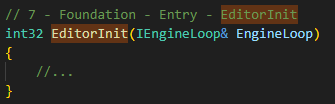 // 7 - Foundation - Entry - EditorInit
int32 EditorInit(IEngineLoop& EngineLoop)
{
//...
}